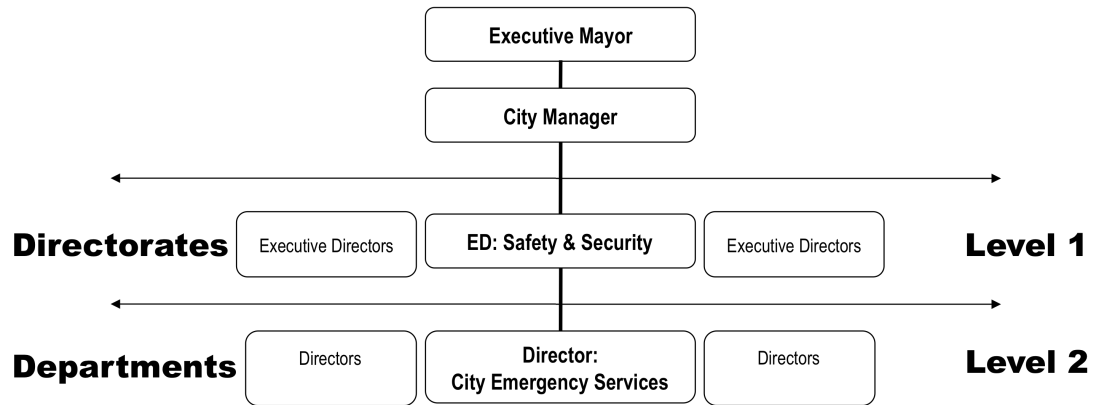 Executive Mayor
City Manager
Directorates
Executive Directors
ED: Safety & Security
Executive Directors
Level 1
Departments
Directors
Director:
City Emergency Services
Directors
Level 2